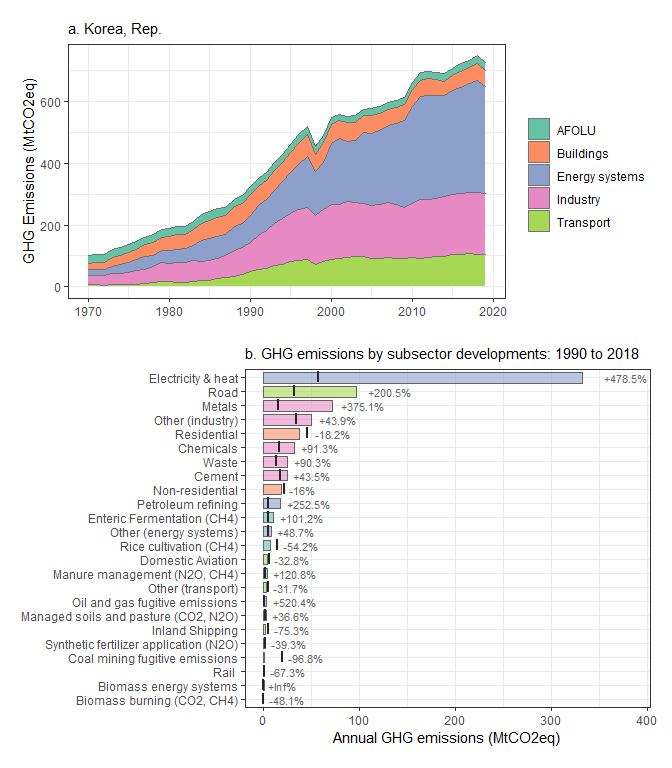 a. Korea, Rep.
GHG Emissions (MtCO2eq)
600
400
200
0
1970
1980
1990
2000
2010
2020
AFOLU
Buildings
Energy systems
Industry
Transport
b. GHG emissions by subsector developments: 1990 to 2018
Electricity & heat +478.5%
Road +200.5%
Metals +375.1%
Other (industry) +43.9%
Residential -18.2%
Chemicals +91.3%
Waste +90.3%
Cement +43.5%
Non-residential -16%
Petroleum refining +252.5%
Enteric Fermentation (CH4) +101.2%
Other (energy systems) +48.7%
Rice cultivation (CH4) -54.2%
Domestic Aviation -32.8%
Manure management (N2O, CH4) +120.8%
Other (transport) -31.7%
Oil and gas fugitive emissions +520.4%
Managed soils and pasture (CO2, N2O) +36.6%
Inland Shipping -75.3%
Synthetic fertilizer application (N2O) -39.3%
Coal mining fugitive emissions -96.8%
Rail -67.3%
Biomass energy systems +Inf%
Biomass burning (CO2, CH4) -48.1%
0
100
200
300
400
Annual GHG emissions (MtCO2eq)